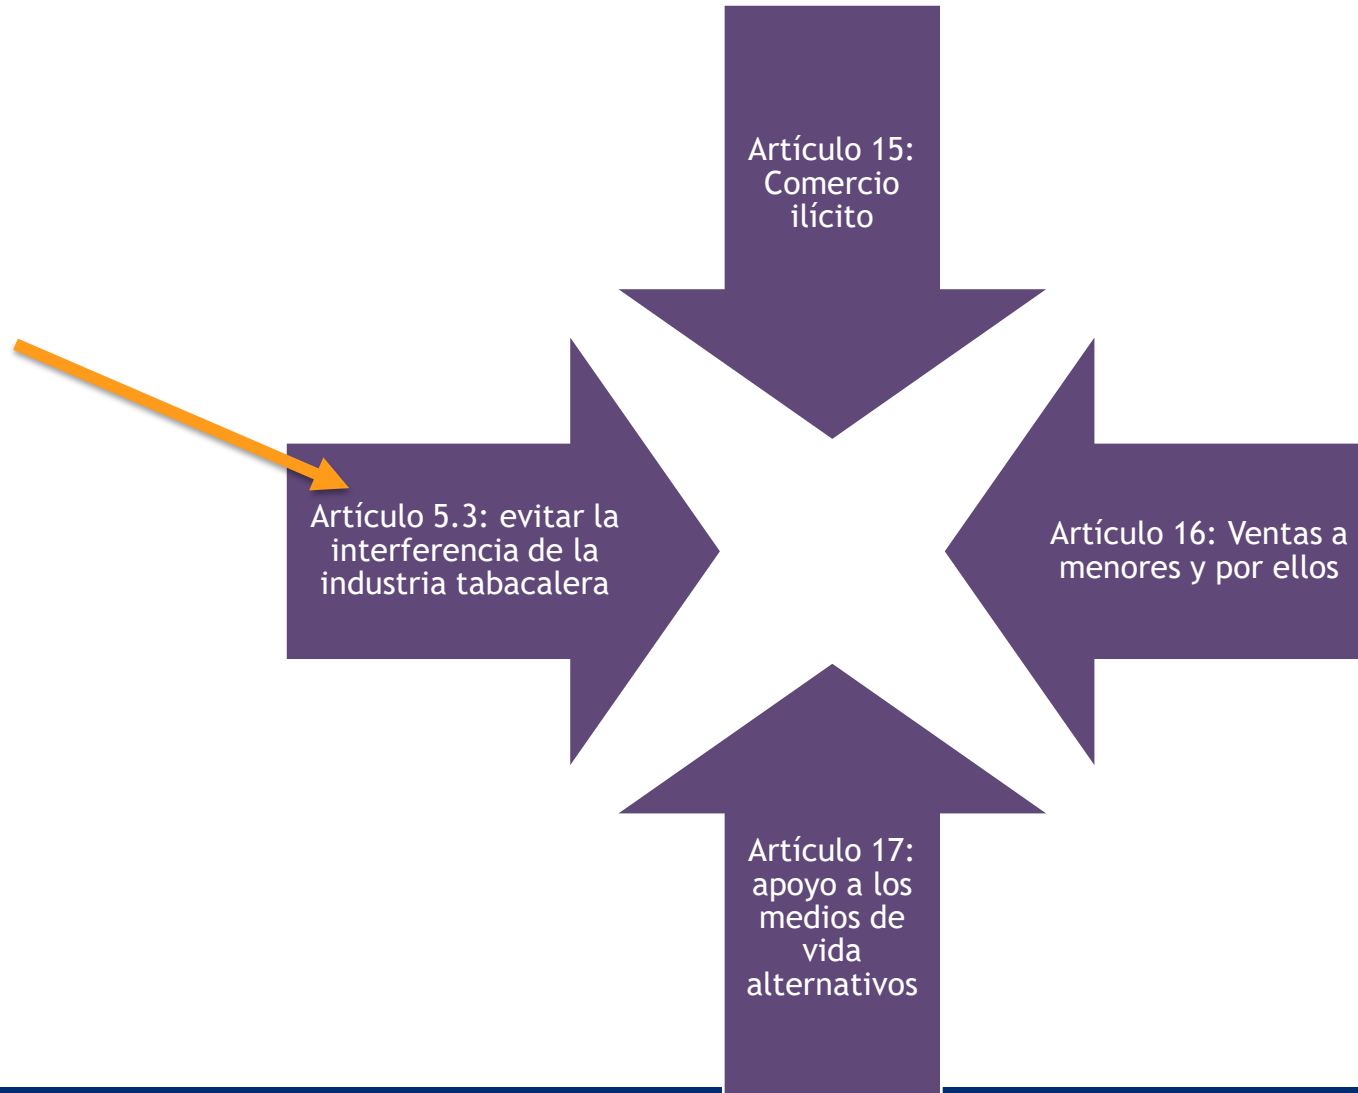 Artículo 15:
Comercio
ilícito
Artículo 5.3: evitar la
interferencia de la
industria tabacalera
Artículo 16: Ventas a
menores y por ellos
Artículo 17:
apoyo a los
medios de
vida
alternativos